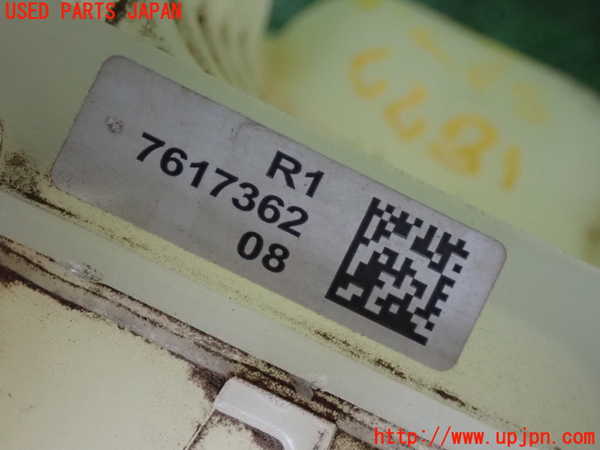 USED PARTS JAPAN
R1
7617362
08
http://www.upjpn.com/